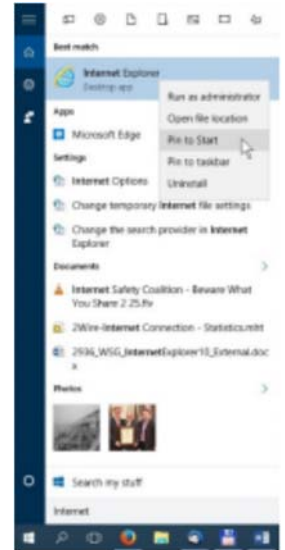 Best match
Internet Explorer
Desktop app
Run as administrator
Open file location
Pin to Start
Pin to taskbar
Uninstall
Apps
Microsoft Edge
Settings
Internet Options
Change temporary Internet file settings
Change the search provider in Internet
Explorer
Documents
Internet Safety Coalition - Beware What
You Share 2 25.flv
2Wire-Internet Connection - Statistics.mht
2936_WSG_InternetExplorer10_External.doc
x
Photos
Search my stuff
Internet